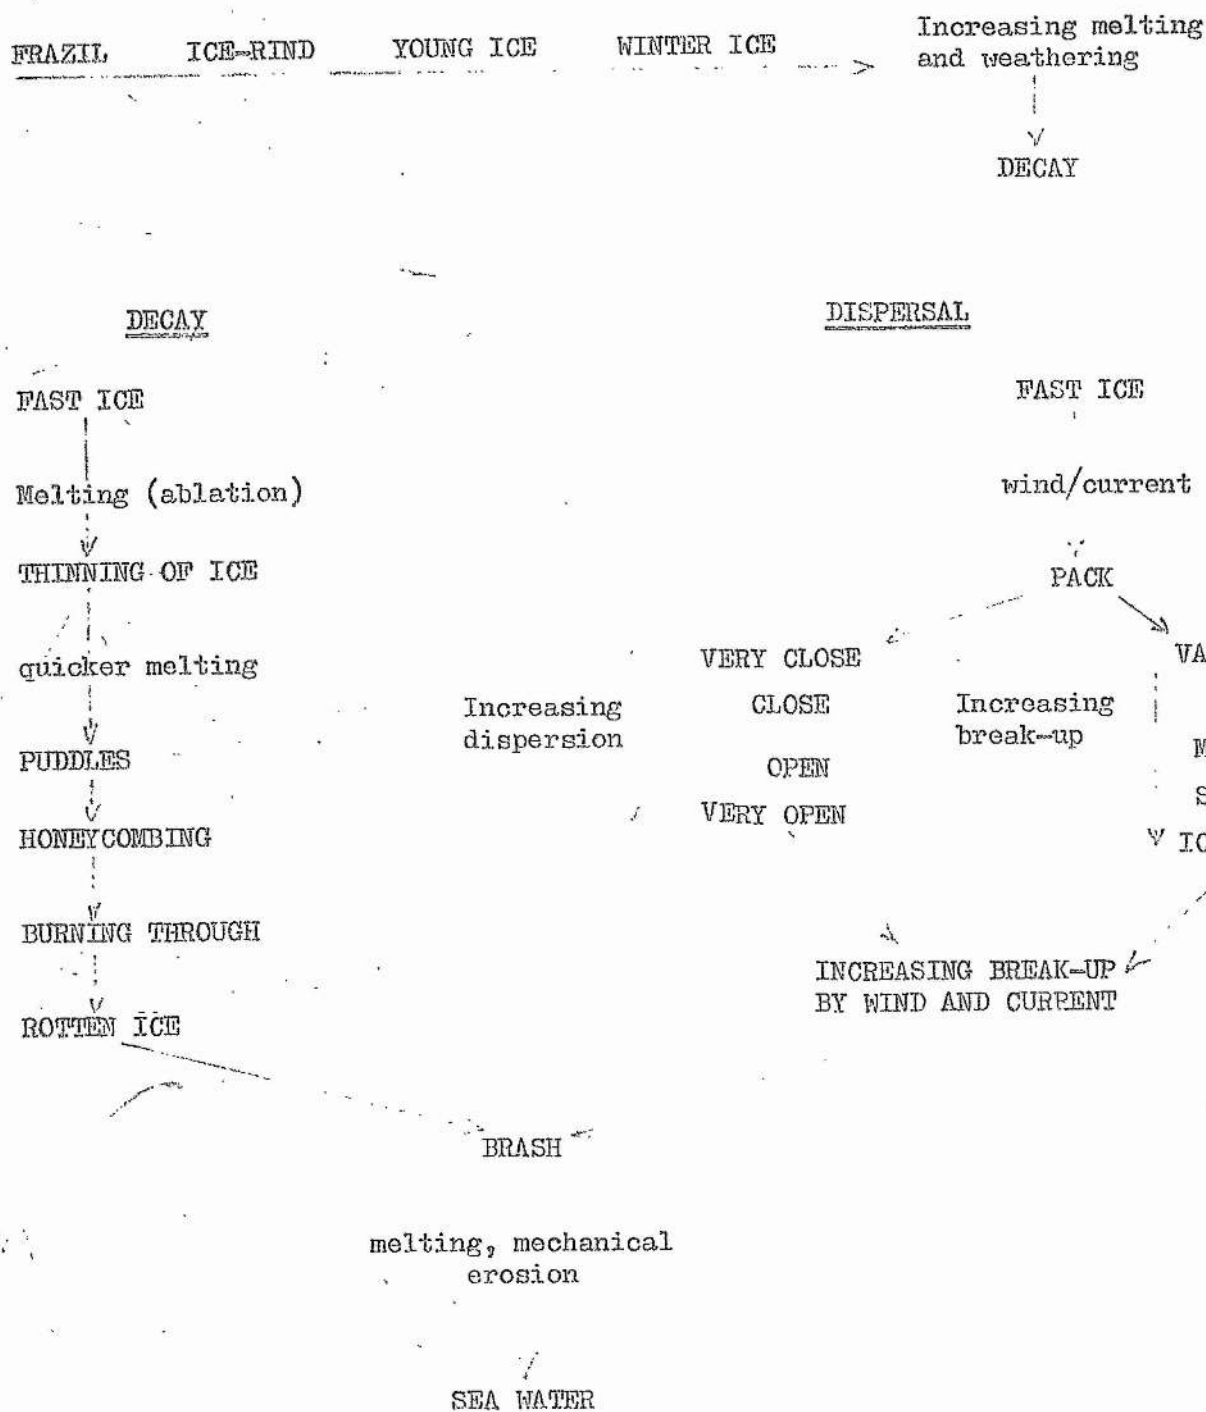 FRAZIL ICE-RIND YOUNG ICE WINTER ICE Increasing melting
and weathering
DECAY
DECAY
FAST ICE
Melting (ablation)
THINNING OF ICE
quicker melting
PUDDLES
HONEYCOMBING
BURNING THROUGH
ROTTEN ICE
DISPERSAL
FAST ICE
wind/current
PACK
Increasing
dispersion
VERY CLOSE
CLOSE
OPEN
VERY OPEN
Increasing
break-up
INCREASING BREAK-UP
BY WIND AND CURRENT
BRASH
melting, mechanical
erosion
SEA WATER